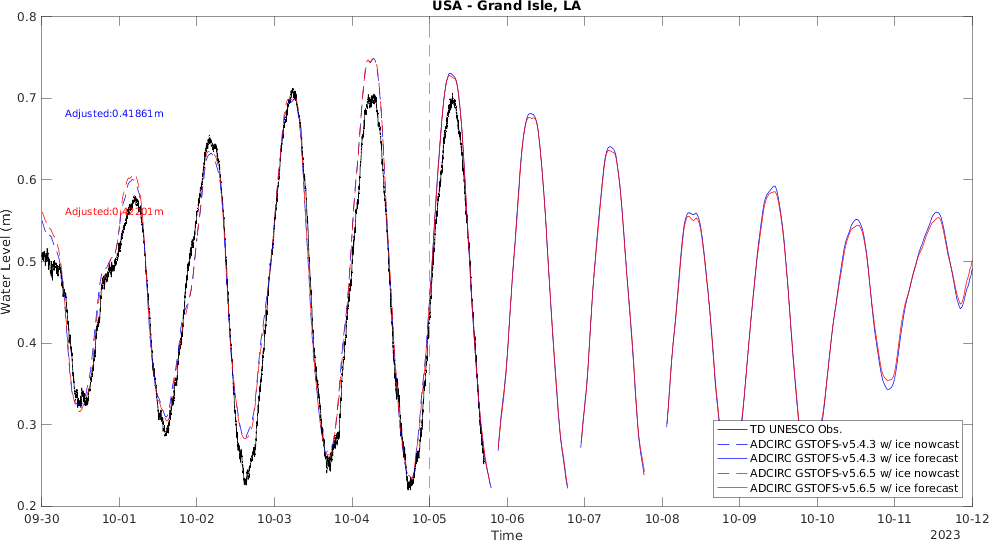 USA - Grand Isle, LA
0.8
0.7
Adjusted:0.41861m
0.6
Adjusted:0.42201m
0.5
Water Level (m)
0.4
0.3
0.2
TD UNESCO Obs.
ADCIRC GSTOFS-v5.4.3 w/ ice nowcast
ADCIRC GSTOFS-v5.4.3 w/ ice forecast
ADCIRC GSTOFS-v5.6.5 w/ ice nowcast
ADCIRC GSTOFS-v5.6.5 w/ ice forecast
09-30 10-01 10-02 10-03 10-04 10-05 10-06 10-07 10-08 10-09 10-10 10-11 10-12
Time
2023